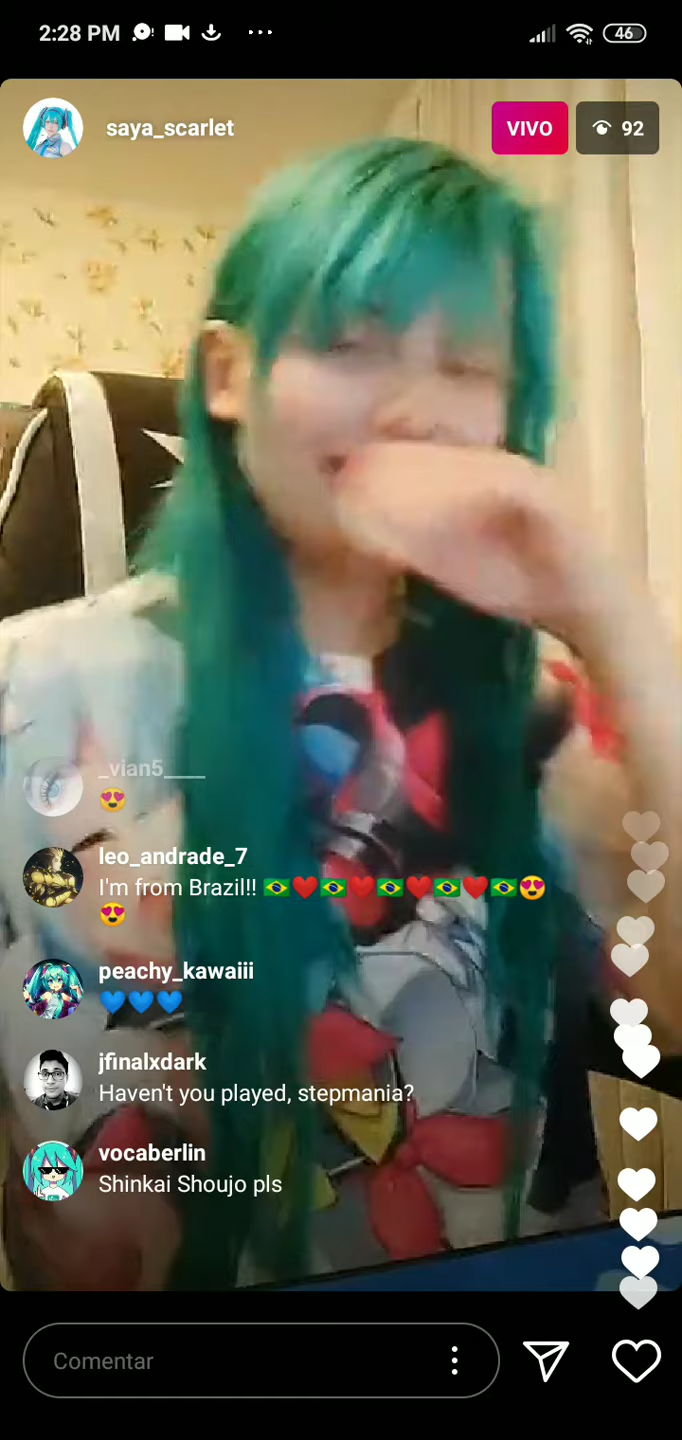 2:28 PM
46
saya_scarlet
VIVO
92
_vian5____
😍
leo_andrade_7
I'm from Brazil!! 🇧🇷❤️🇧🇷❤️🇧🇷❤️🇧🇷❤️🇧🇷😍
😍
peachy_kawaiii
💙💙💙
jfinalxdark
Haven't you played, stepmania?
vocaberlin
Shinkai Shoujo pls
Comentar